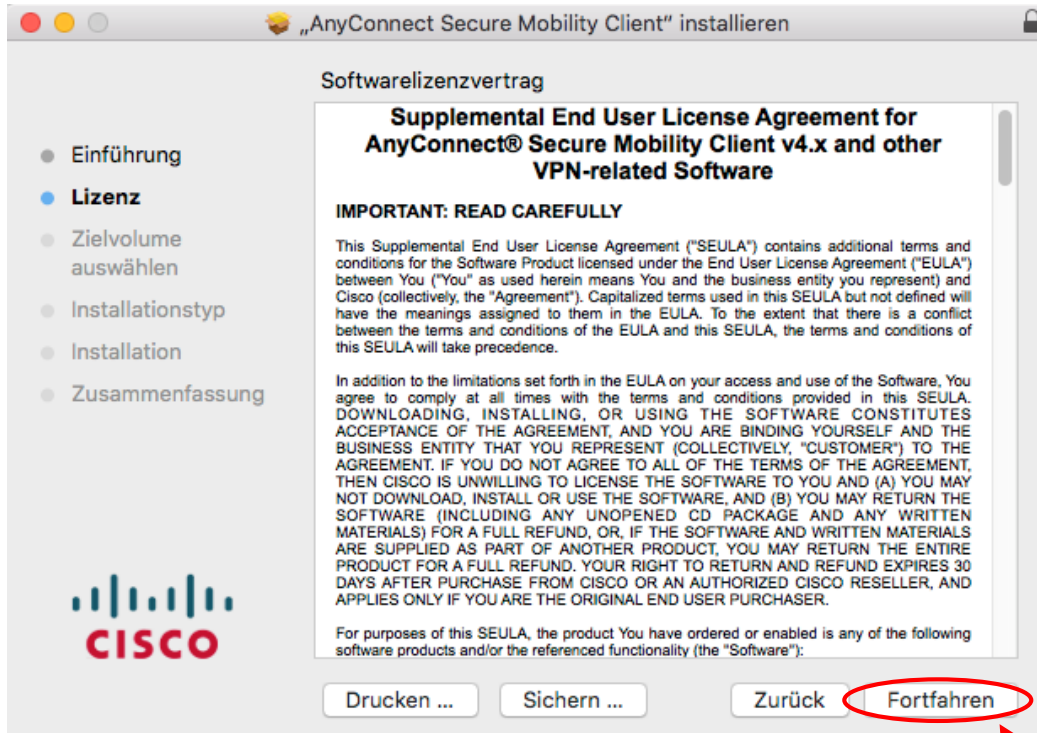 „AnyConnect Secure Mobility Client“ installieren
Softwarelizenzvertrag
Einführung
Lizenz
Zielvolume
auswählen
Installationstyp
Installation
Zusammenfassung
Supplemental End User License Agreement for
AnyConnect® Secure Mobility Client v4.x and other
VPN-related Software
IMPORTANT: READ CAREFULLY
This Supplemental End User License Agreement ("SEULA") contains additional terms and
conditions for the Software Product licensed under the End User License Agreement ("EULA")
between You ("You" as used herein means You and the business entity you represent) and
Cisco (collectively, the "Agreement"). Capitalized terms used in this SEULA but not defined will
have the meanings assigned to them in the EULA. To the extent that there is a conflict
between the terms and conditions of the EULA and this SEULA, the terms and conditions of
this SEULA will take precedence.
In addition to the limitations set forth in the EULA on your access and use of the Software, You
agree to comply at all times with the terms and conditions provided in this SEULA.
DOWNLOADING, INSTALLING, OR USING THE SOFTWARE CONSTITUTES
ACCEPTANCE OF THE AGREEMENT, AND YOU ARE BINDING YOURSELF AND THE
BUSINESS ENTITY THAT YOU REPRESENT (COLLECTIVELY, "CUSTOMER") TO THE
AGREEMENT. IF YOU DO NOT AGREE TO ALL OF THE TERMS OF THE AGREEMENT,
THEN CISCO IS UNWILLING TO LICENSE THE SOFTWARE TO YOU AND (A) YOU MAY
NOT DOWNLOAD, INSTALL OR USE THE SOFTWARE, AND (B) YOU MAY RETURN THE
SOFTWARE (INCLUDING ANY UNOPENED CD PACKAGE AND ANY WRITTEN
MATERIALS) FOR A FULL REFUND, OR, IF THE SOFTWARE AND WRITTEN MATERIALS
ARE SUPPLIED AS PART OF ANOTHER PRODUCT, YOU MAY RETURN THE ENTIRE
PRODUCT FOR A FULL REFUND. YOUR RIGHT TO RETURN AND REFUND EXPIRES 30
DAYS AFTER PURCHASE FROM CISCO OR AN AUTHORIZED CISCO RESELLER, AND
APPLIES ONLY IF YOU ARE THE ORIGINAL END USER PURCHASER.
For purposes of this SEULA, the product You have ordered or enabled is any of the following
software products and/or the referenced functionality (the "Software"):
CISCO
Drucken ...
Sichern ...
Zurück
Fortfahren